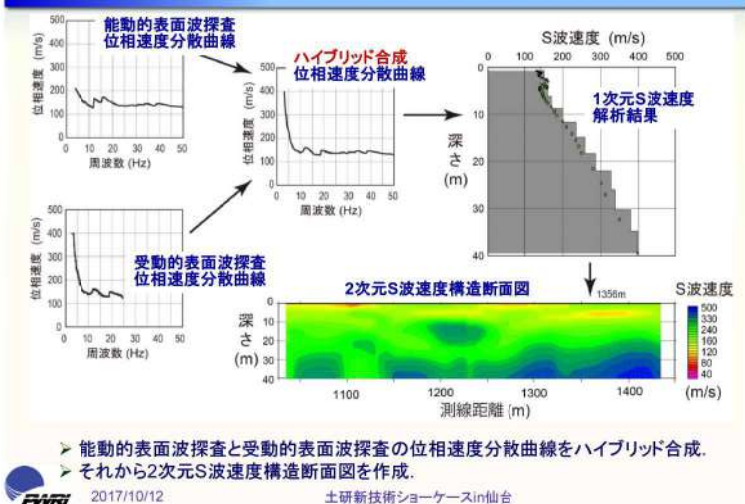 能動的表面波探査
位相速度分散曲線
500
400
300
200
100
0
位相速度 (m/s)
0 10 20 30 40 50
周波数 (Hz)
ハイブリッド合成
位相速度分散曲線
500
400
300
200
100
0
位相速度 (m/s)
0 10 20 30 40 50
周波数 (Hz)
S波速度 (m/s)
0 100 200 300 400 500
0
10
20
30
40
深さ
(m)
1次元S波速度
解析結果
受動的表面波探査
位相速度分散曲線
500
400
300
200
100
0
位相速度 (m/s)
0 10 20 30 40 50
周波数 (Hz)
2次元S波速度構造断面図
1356m
0
10
20
30
40
深さ
(m)
1100 1200 1300 1400
測線距離 (m)
S波速度
500
330
240
160
120
80
40
(m/s)
➢ 能動的表面波探査と受動的表面波探査の位相速度分散曲線をハイブリッド合成.
➢ それから2次元S波速度構造断面図を作成.
PWRI
2017/10/12
土研新技術ショーケースin仙台